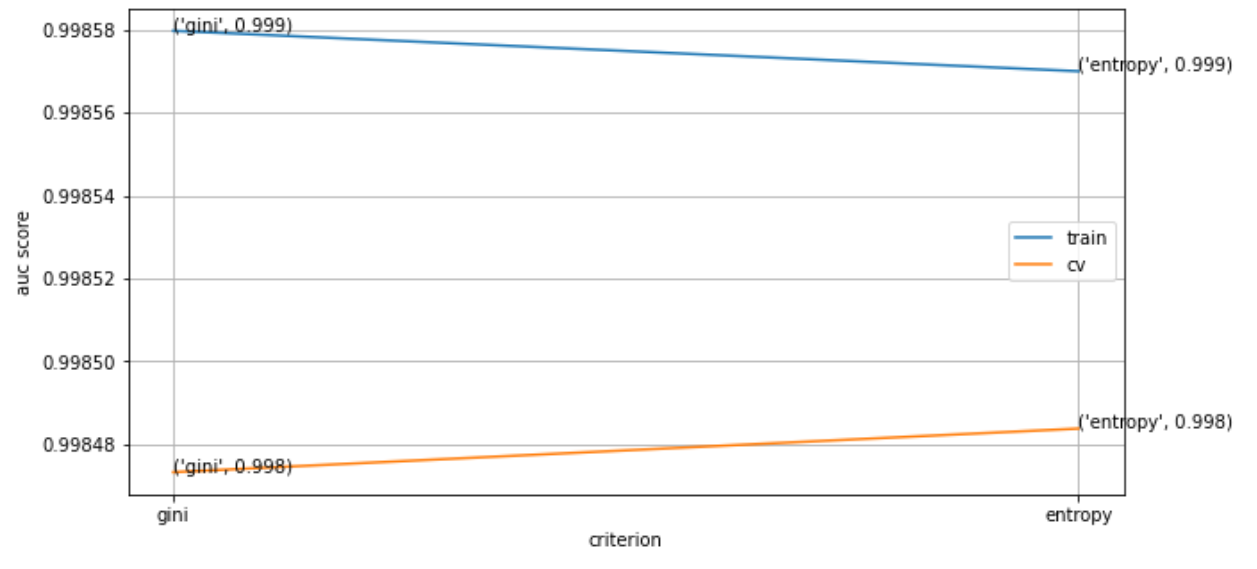 0.99858
('gini', 0.999)
('entropy', 0.999)
0.99856
0.99854
auc score
train
cv
0.99852
0.99850
('entropy', 0.998)
0.99848
('gini', 0.998)
gini
entropy
criterion